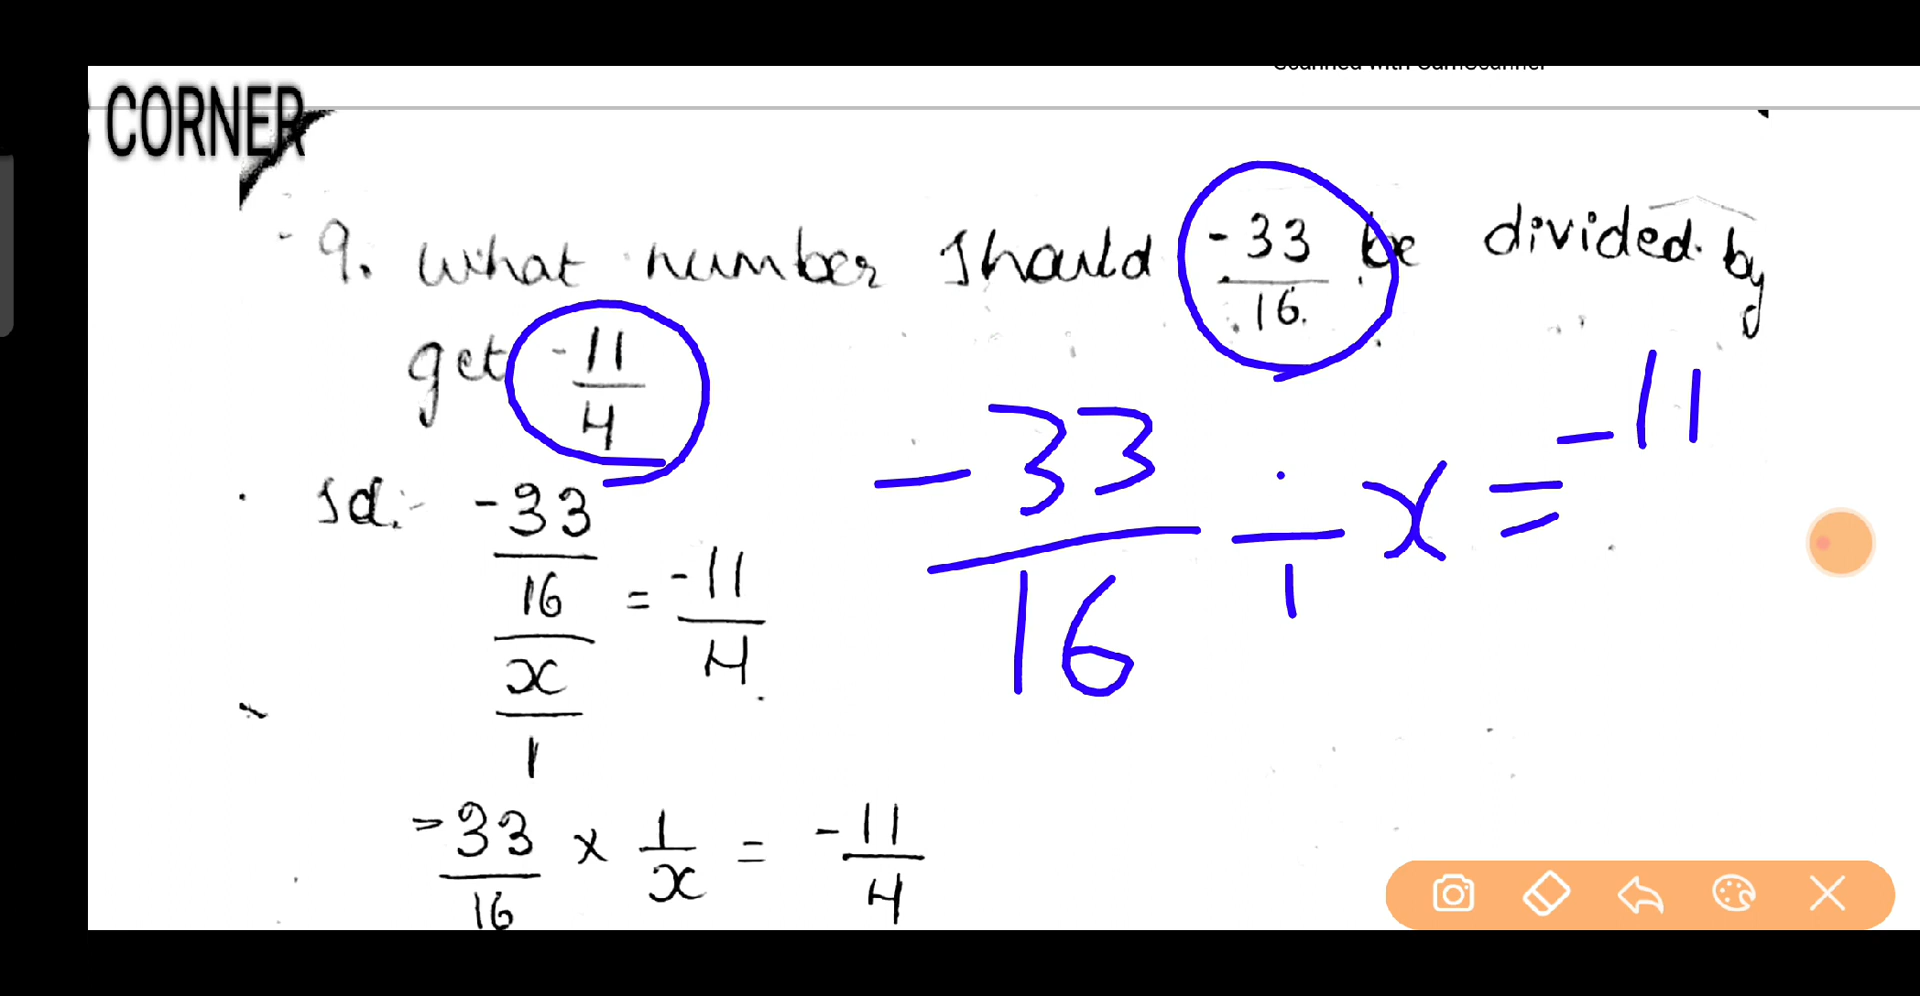 CORNER
9. What number should -33/16 be divided by
get -11/4
Sol:- -33/16 / x/1 = -11/4
-33/16 ÷ x = -11
1
-33/16 x 1/x = -11/4